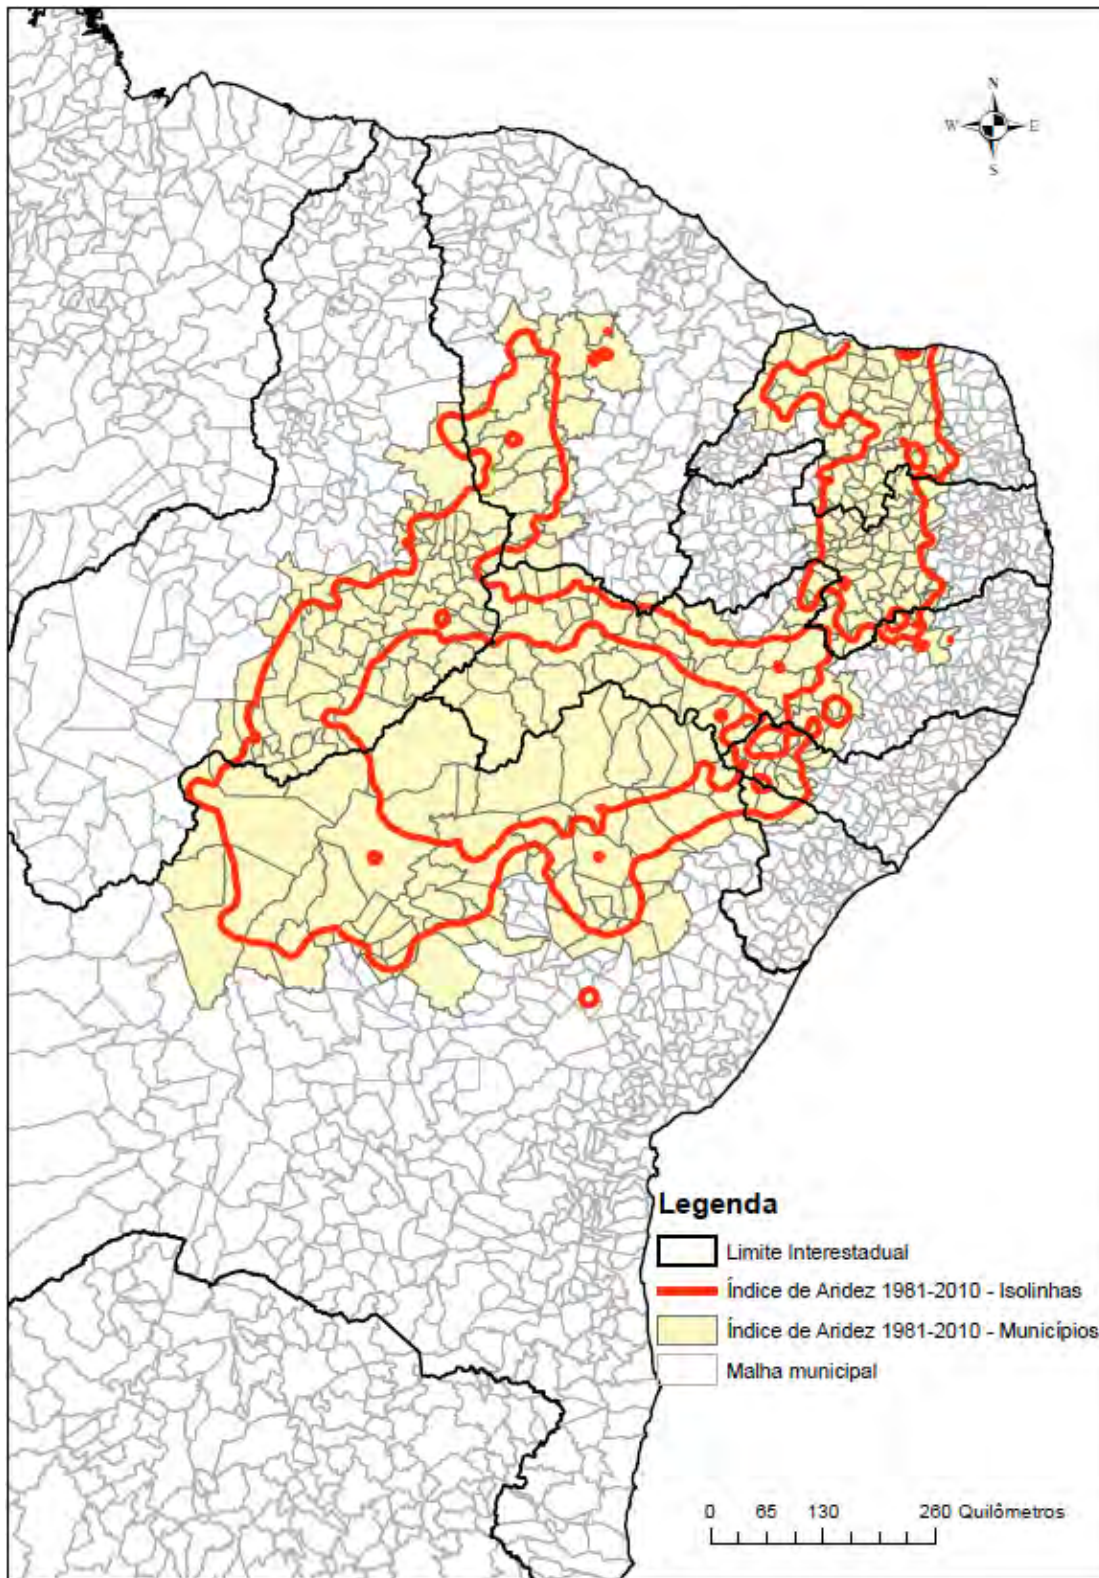 N
W E
S
Legenda
Limite Interestadual
Índice de Aridez 1981-2010 - Isolinhas
Índice de Aridez 1981-2010 - Municípios
Malha municipal
0 65 130 260 Quilômetros